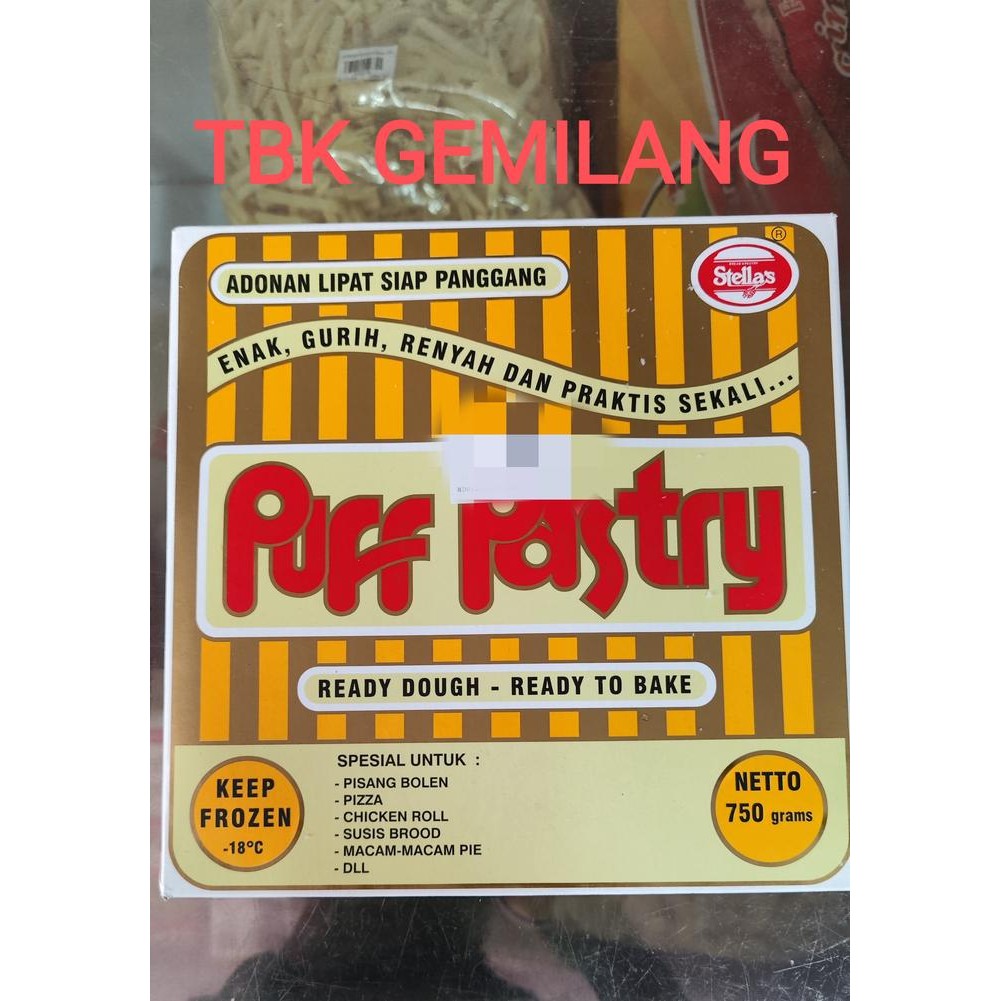 TBK GEMILANG
®
ADONAN LIPAT SIAP PANGGANG
Stella's
ENAK, GURIH, RENYAH DAN PRAKTIS SEKALI...
Puff Pastry
READY DOUGH - READY TO BAKE
KEEP
FROZEN
-18°C
SPESIAL UNTUK :
- PISANG BOLEN
- PIZZA
- CHICKEN ROLL
- SUSIS BROOD
- MACAM-MACAM PIE
- DLL
NETTO
750 grams